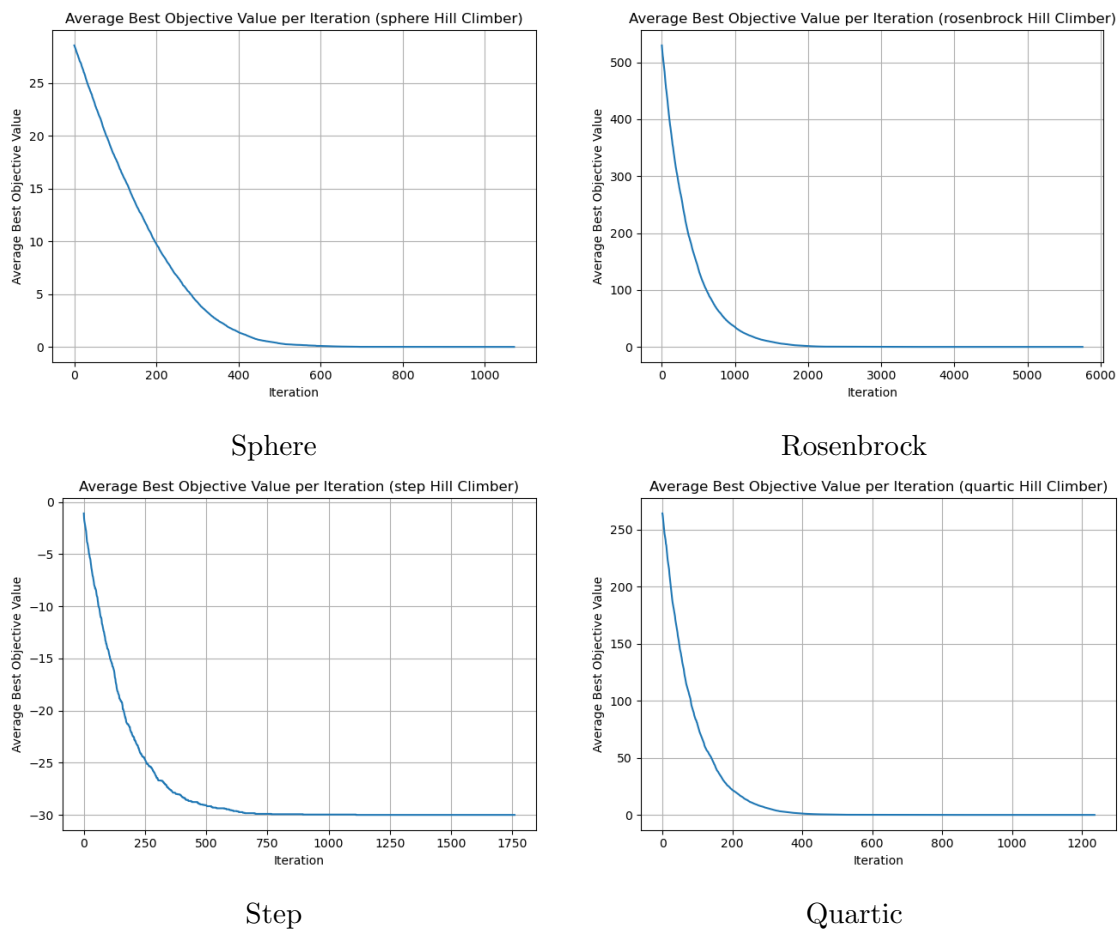 Average Best Objective Value per Iteration (sphere Hill Climber)
Average Best Objective Value
25
20
15
10
5
0
0 200 400 600 800 1000
Iteration
Sphere
Average Best Objective Value per Iteration (rosenbrock Hill Climber)
Average Best Objective Value
500
400
300
200
100
0
0 1000 2000 3000 4000 5000 6000
Iteration
Rosenbrock
Average Best Objective Value per Iteration (step Hill Climber)
Average Best Objective Value
0
−5
−10
−15
−20
−25
−30
0 250 500 750 1000 1250 1500 1750
Iteration
Step
Average Best Objective Value per Iteration (quartic Hill Climber)
Average Best Objective Value
250
200
150
100
50
0
0 200 400 600 800 1000 1200
Iteration
Quartic